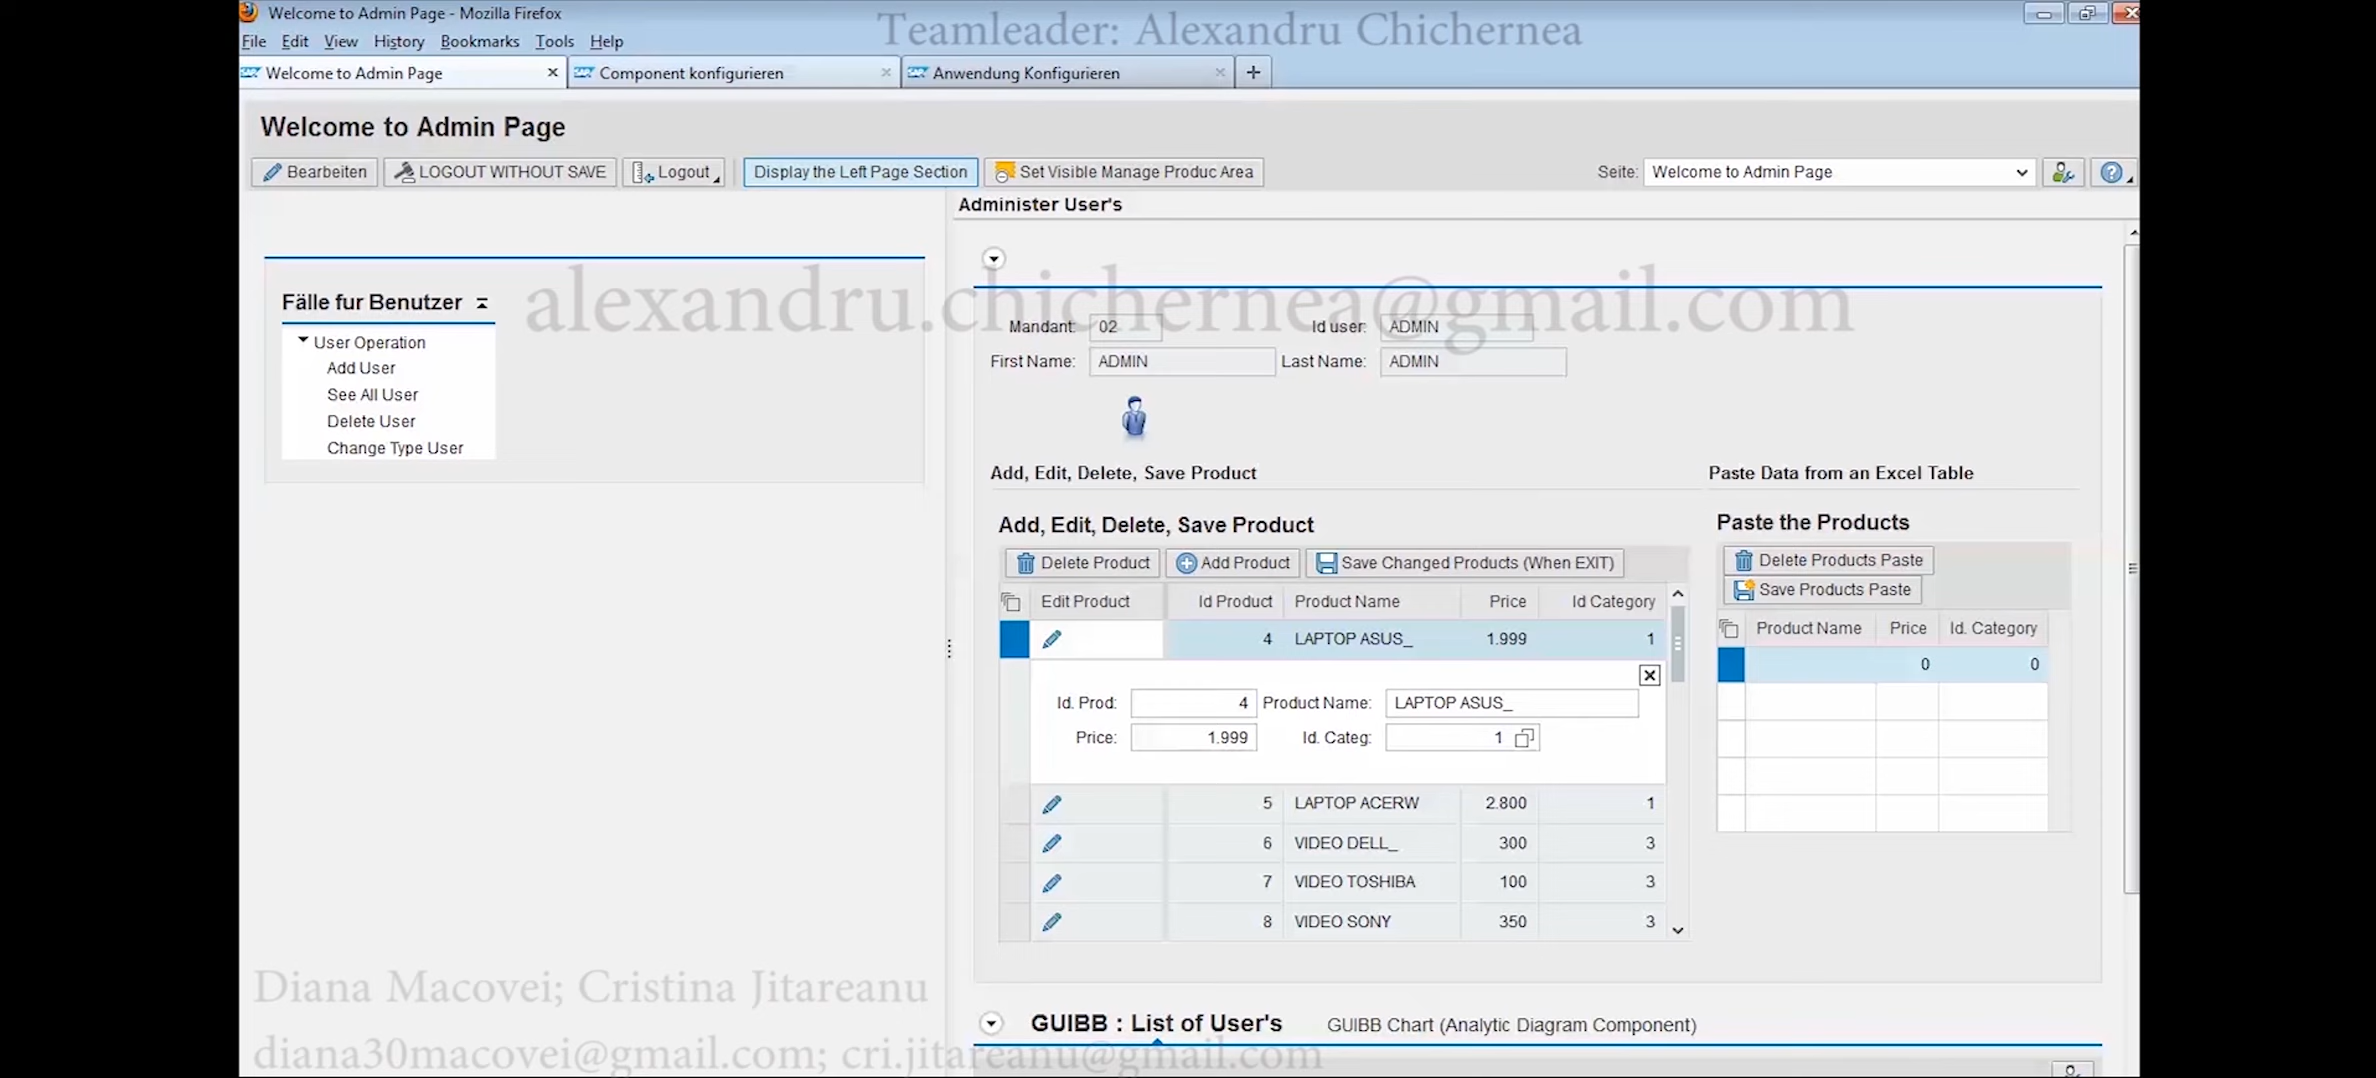 Welcome to Admin Page - Mozilla Firefox
Teamleader: Alexandru Chichernea
File Edit View History Bookmarks Tools Help
Welcome to Admin Page Component konfigurieren Anwendung Konfigurieren
Welcome to Admin Page
Bearbeiten LOGOUT WITHOUT SAVE Logout Display the Left Page Section Set Visible Manage Produc Area Seite: Welcome to Admin Page
Administer User's
alexandru.chichernea@gmail.com
Fälle fur Benutzer
User Operation
Add User
See All User
Delete User
Change Type User
Mandant: 02 Id user: ADMIN
First Name: ADMIN Last Name: ADMIN
Add, Edit, Delete, Save Product
Add, Edit, Delete, Save Product
Delete Product Add Product Save Changed Products (When EXIT)
Edit Product Id Product Product Name Price Id Category
4 LAPTOP ASUS_ 1.999 1
Id. Prod: 4 Product Name: LAPTOP ASUS_
Price: 1.999 Id. Categ: 1
5 LAPTOP ACERW 2.800 1
6 VIDEO DELL_ 300 3
7 VIDEO TOSHIBA 100 3
8 VIDEO SONY 350 3
Paste Data from an Excel Table
Paste the Products
Delete Products Paste
Save Products Paste
Product Name Price Id. Category
0 0
GUIBB : List of User's GUIBB Chart (Analytic Diagram Component)
Diana Macovei; Cristina Jitareanu
diana30macovei@gmail.com; cri.jitareanu@gmail.com